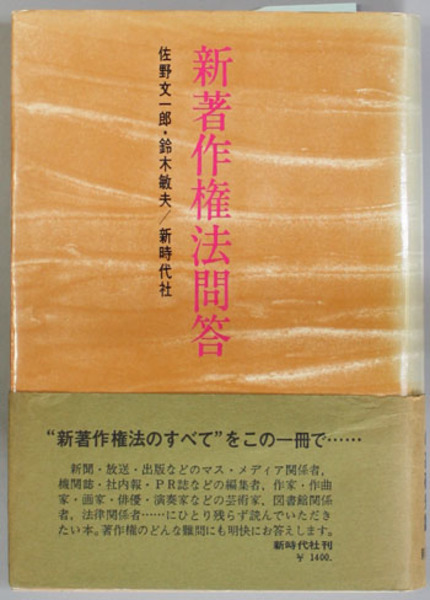 新著作権法問答
佐野文一郎・鈴木敏夫／新時代社
“新著作権法のすべて”をこの一冊で……
新聞・放送・出版などのマス・メディア関係者,
機関誌・社内報・ＰＲ誌などの編集者, 作家・作曲
家・画家・俳優・演奏家などの芸術家, 図書館関係
者, 法律関係者……にひとり残らず読んでいただき
たい本。著作権のどんな難問にも明快にお答えします。
新時代社刊
￥ 1400.